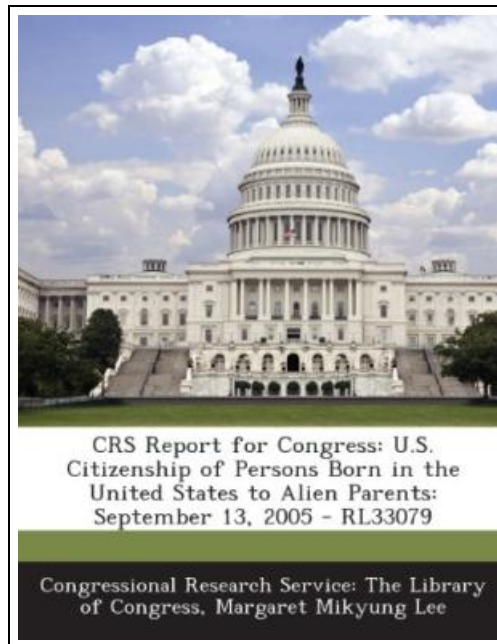 CRS Report for Congress: U.S.
Citizenship of Persons Born in the
United States to Alien Parents:
September 13, 2005 - RL33079
Congressional Research Service: The Library
of Congress, Margaret Mikyung Lee